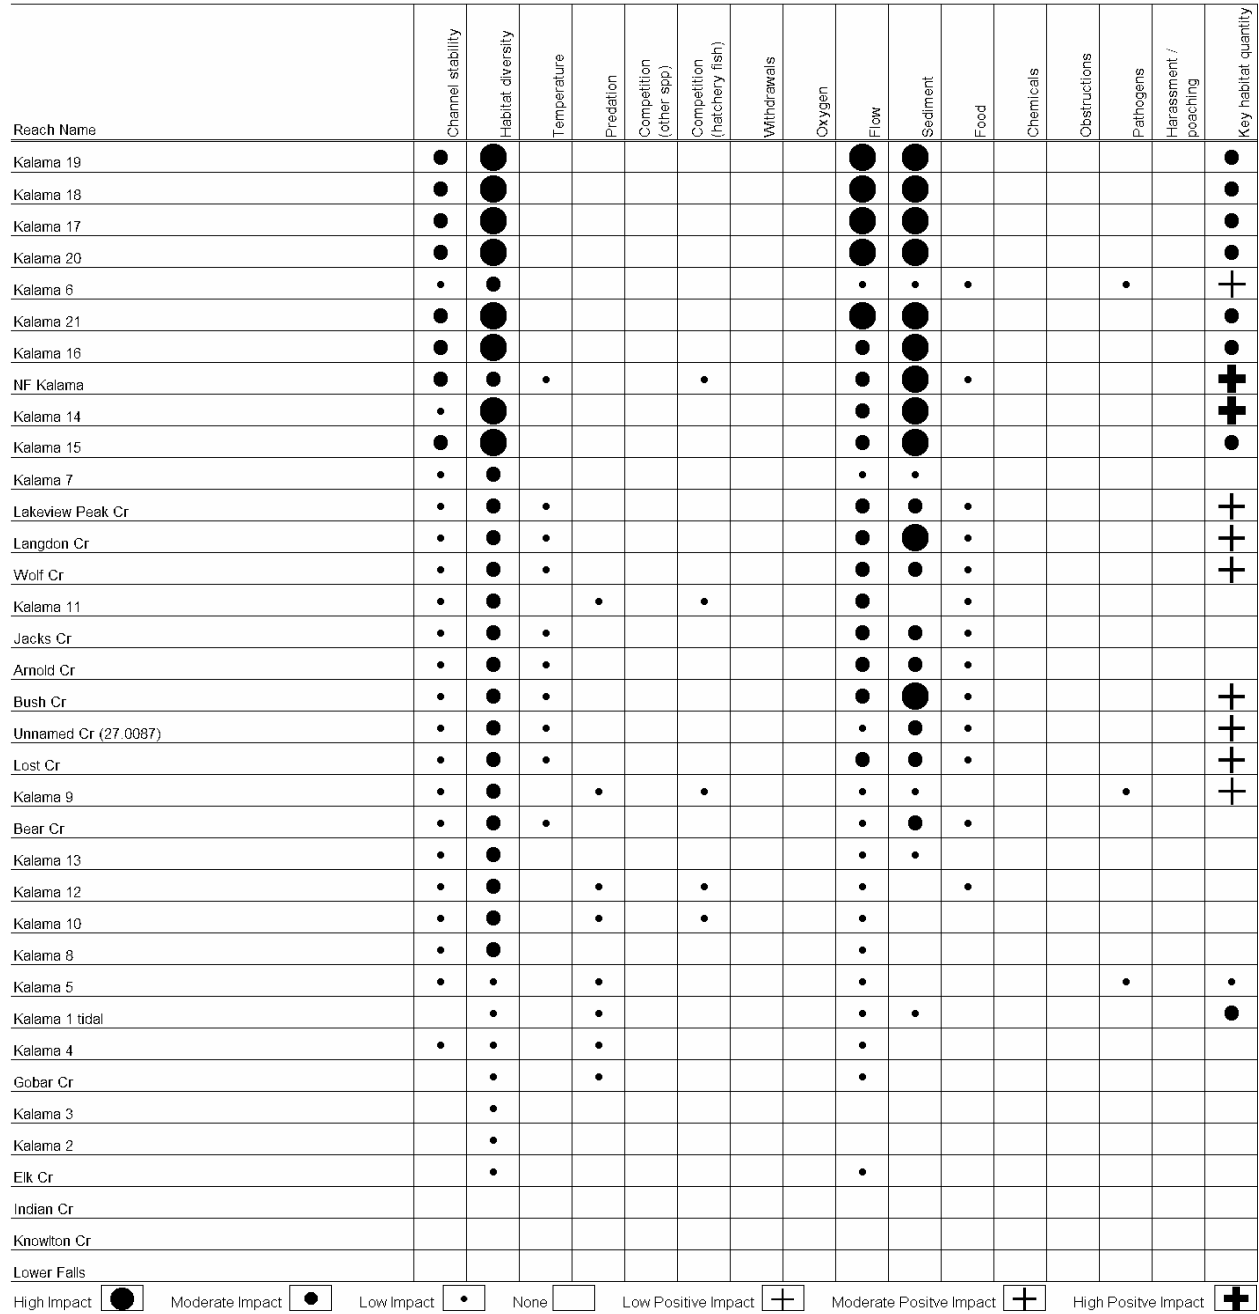 Reach Name
Channel stability
Habitat diversity
Temperature
Predation
Competition
(other spp)
Competition
(hatchery fish)
Withdrawals
Oxygen
Flow
Sediment
Food
Chemicals
Obstructions
Pathogens
Harassment /
poaching
Key habitat quantity
Kalama 19
Kalama 18
Kalama 17
Kalama 20
Kalama 6
Kalama 21
Kalama 16
NF Kalama
Kalama 14
Kalama 15
Kalama 7
Lakeview Peak Cr
Langdon Cr
Wolf Cr
Kalama 11
Jacks Cr
Arnold Cr
Bush Cr
Unnamed Cr (27.0087)
Lost Cr
Kalama 9
Bear Cr
Kalama 13
Kalama 12
Kalama 10
Kalama 8
Kalama 5
Kalama 1 tidal
Kalama 4
Gobar Cr
Kalama 3
Kalama 2
Elk Cr
Indian Cr
Knowlton Cr
Lower Falls
High Impact Moderate Impact Low Impact None Low Positive Impact Moderate Positve Impact High Positve Impact